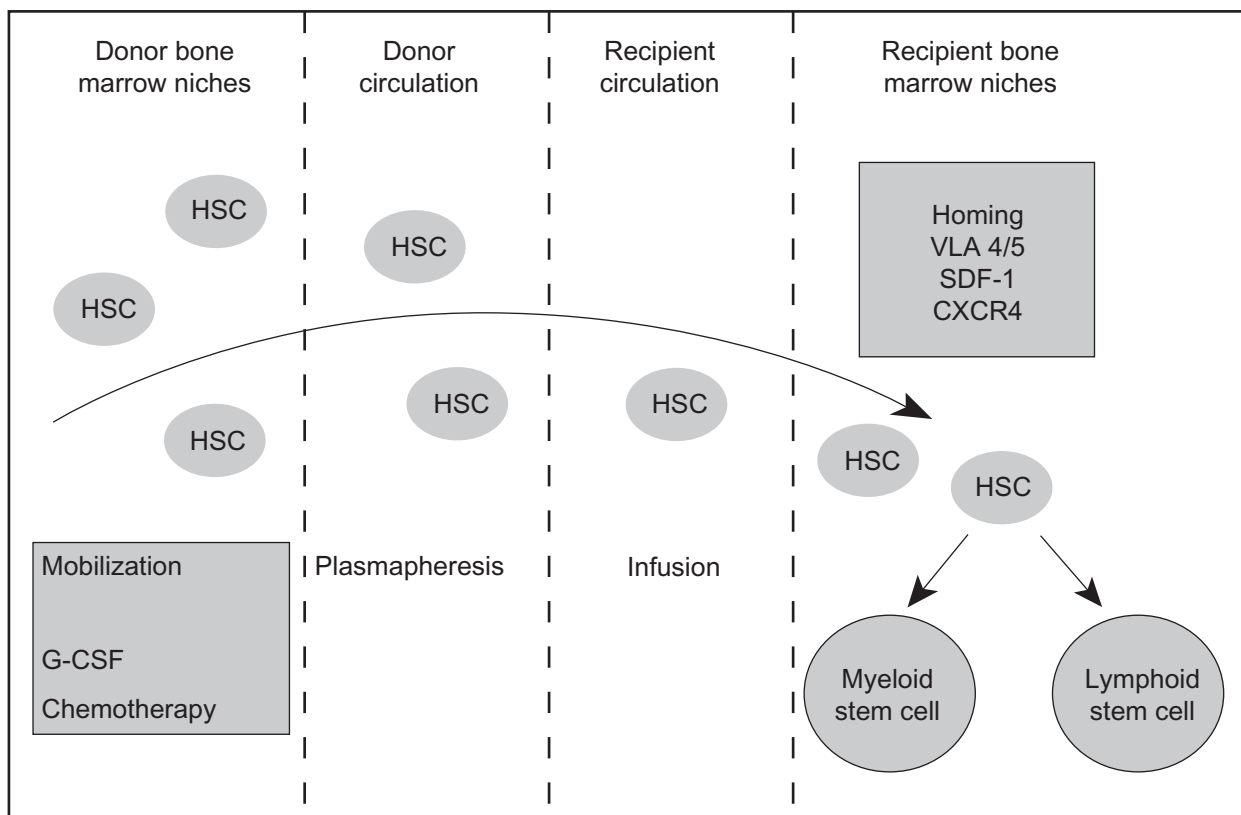 Donor bone
marrow niches
Donor
circulation
Recipient
circulation
Recipient bone
marrow niches
HSC
HSC
HSC
HSC
HSC
HSC
HSC
HSC
Homing
VLA 4/5
SDF-1
CXCR4
Mobilization
G-CSF
Chemotherapy
Plasmapheresis
Infusion
Myeloid
stem cell
Lymphoid
stem cell